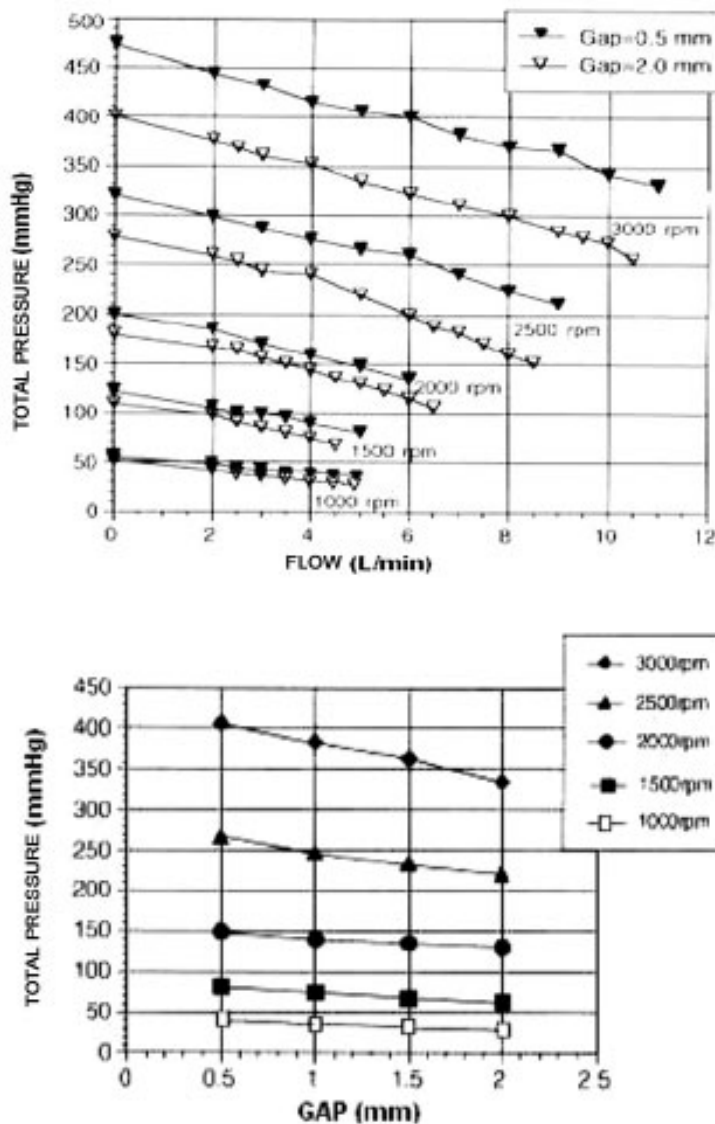 500
450
400
350
300
250
200
150
100
50
0
TOTAL PRESSURE (mmHg)
Gap=0.5 mm
Gap=2.0 mm
3000 rpm
2500 rpm
2000 rpm
1500 rpm
1000 rpm
0 2 4 6 8 10 12
FLOW (L/min)
3000rpm
2500rpm
2000rpm
1500rpm
1000rpm
450
400
350
300
250
200
150
100
50
0
TOTAL PRESSURE (mmHg)
0 0.5 1 1.5 2 2.5
GAP (mm)